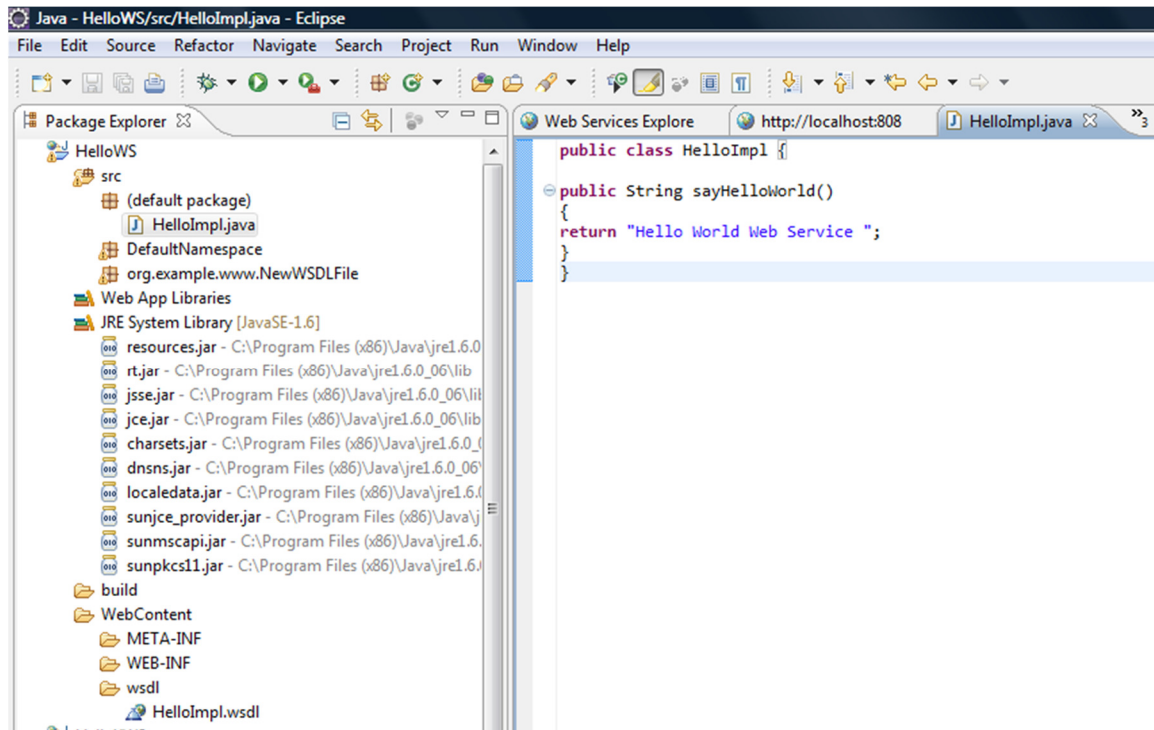 Java - HelloWS/src/HelloImpl.java - Eclipse
File Edit Source Refactor Navigate Search Project Run Window Help
Package Explorer
Web Services Explore http://localhost:808 HelloImpl.java »3
HelloWS
src
(default package)
HelloImpl.java
DefaultNamespace
org.example.www.NewWSDLFile
Web App Libraries
JRE System Library [JavaSE-1.6]
resources.jar - C:\Program Files (x86)\Java\jre1.6.0
rt.jar - C:\Program Files (x86)\Java\jre1.6.0_06\lib
jsse.jar - C:\Program Files (x86)\Java\jre1.6.0_06\lib
jce.jar - C:\Program Files (x86)\Java\jre1.6.0_06\lib
charsets.jar - C:\Program Files (x86)\Java\jre1.6.0_0
dnsns.jar - C:\Program Files (x86)\Java\jre1.6.0_06\
localedata.jar - C:\Program Files (x86)\Java\jre1.6.0
sunjce_provider.jar - C:\Program Files (x86)\Java\j
sunmscapi.jar - C:\Program Files (x86)\Java\jre1.6.
sunpkcs11.jar - C:\Program Files (x86)\Java\jre1.6.0
build
WebContent
META-INF
WEB-INF
wsdl
HelloImpl.wsdl
public class HelloImpl {
public String sayHelloWorld()
{
return "Hello World Web Service ";
}
}